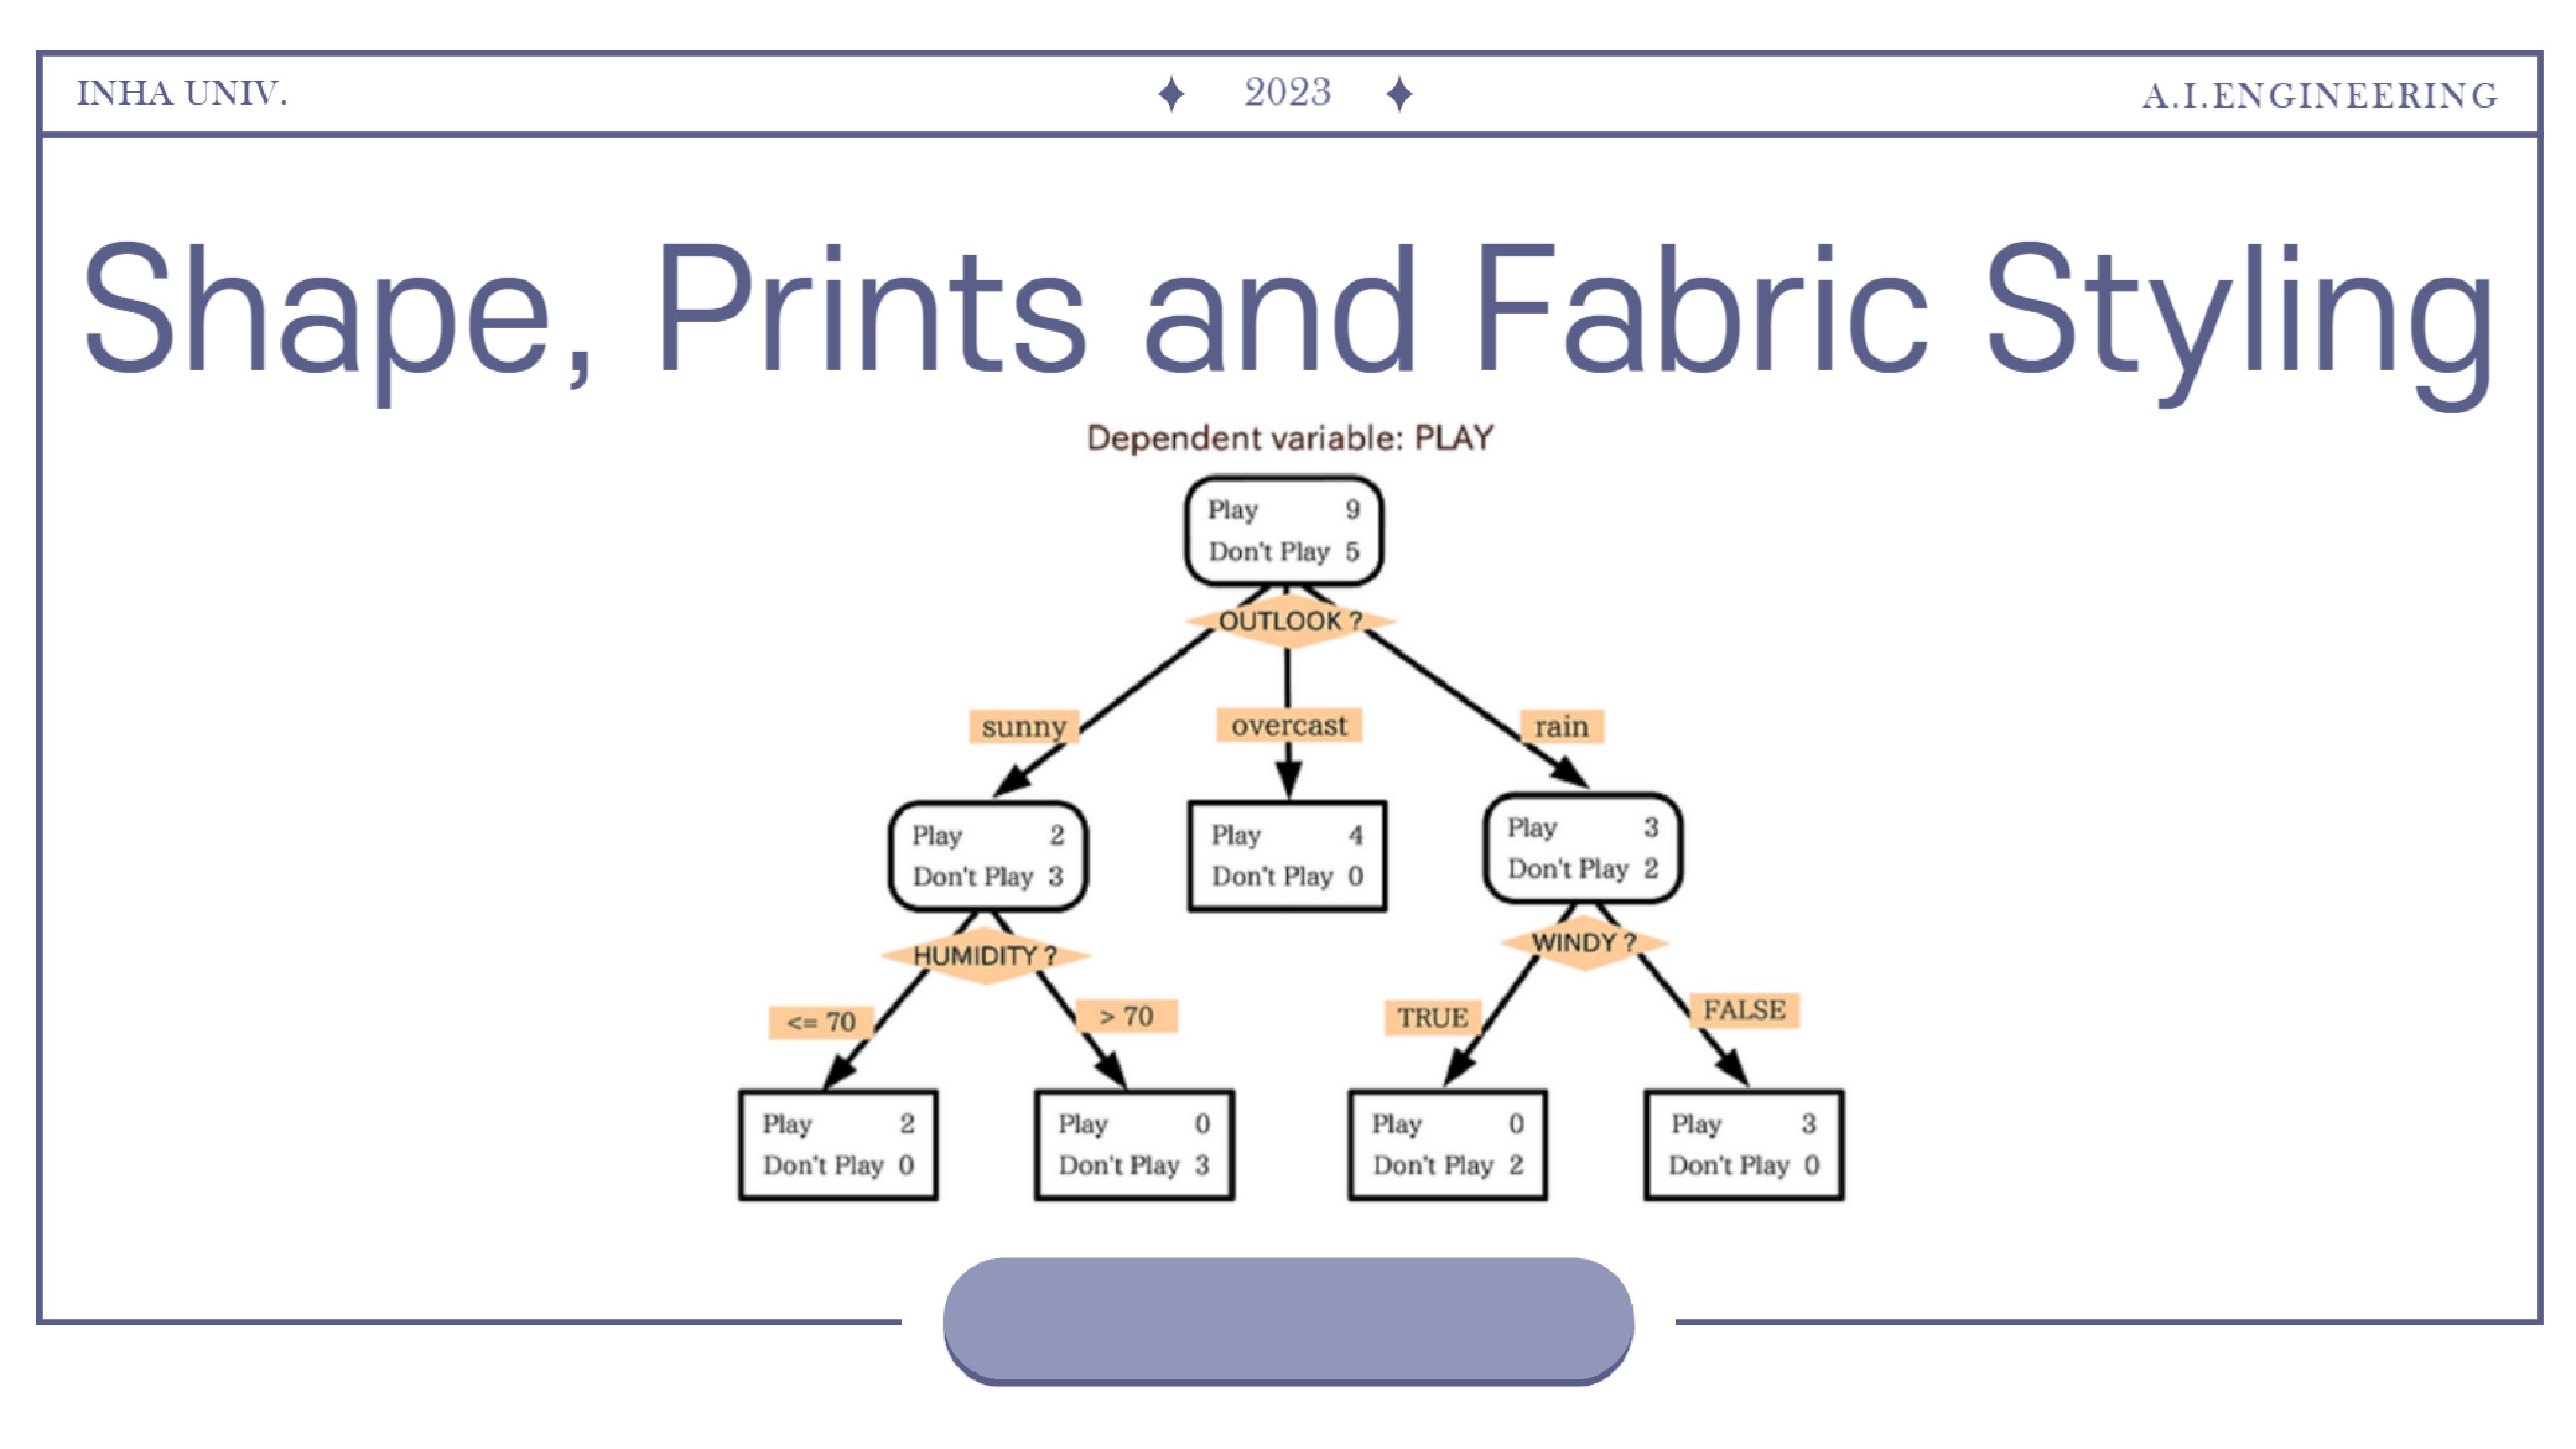 INHA UNIV.
2023
A.I.ENGINEERING
Shape, Prints and Fabric Styling
Dependent variable: PLAY
Play 9
Don't Play 5
OUTLOOK ?
sunny
overcast
rain
Play 2
Don't Play 3
Play 4
Don't Play 0
Play 3
Don't Play 2
HUMIDITY ?
WINDY ?
<= 70
> 70
TRUE
FALSE
Play 2
Don't Play 0
Play 0
Don't Play 3
Play 0
Don't Play 2
Play 3
Don't Play 0